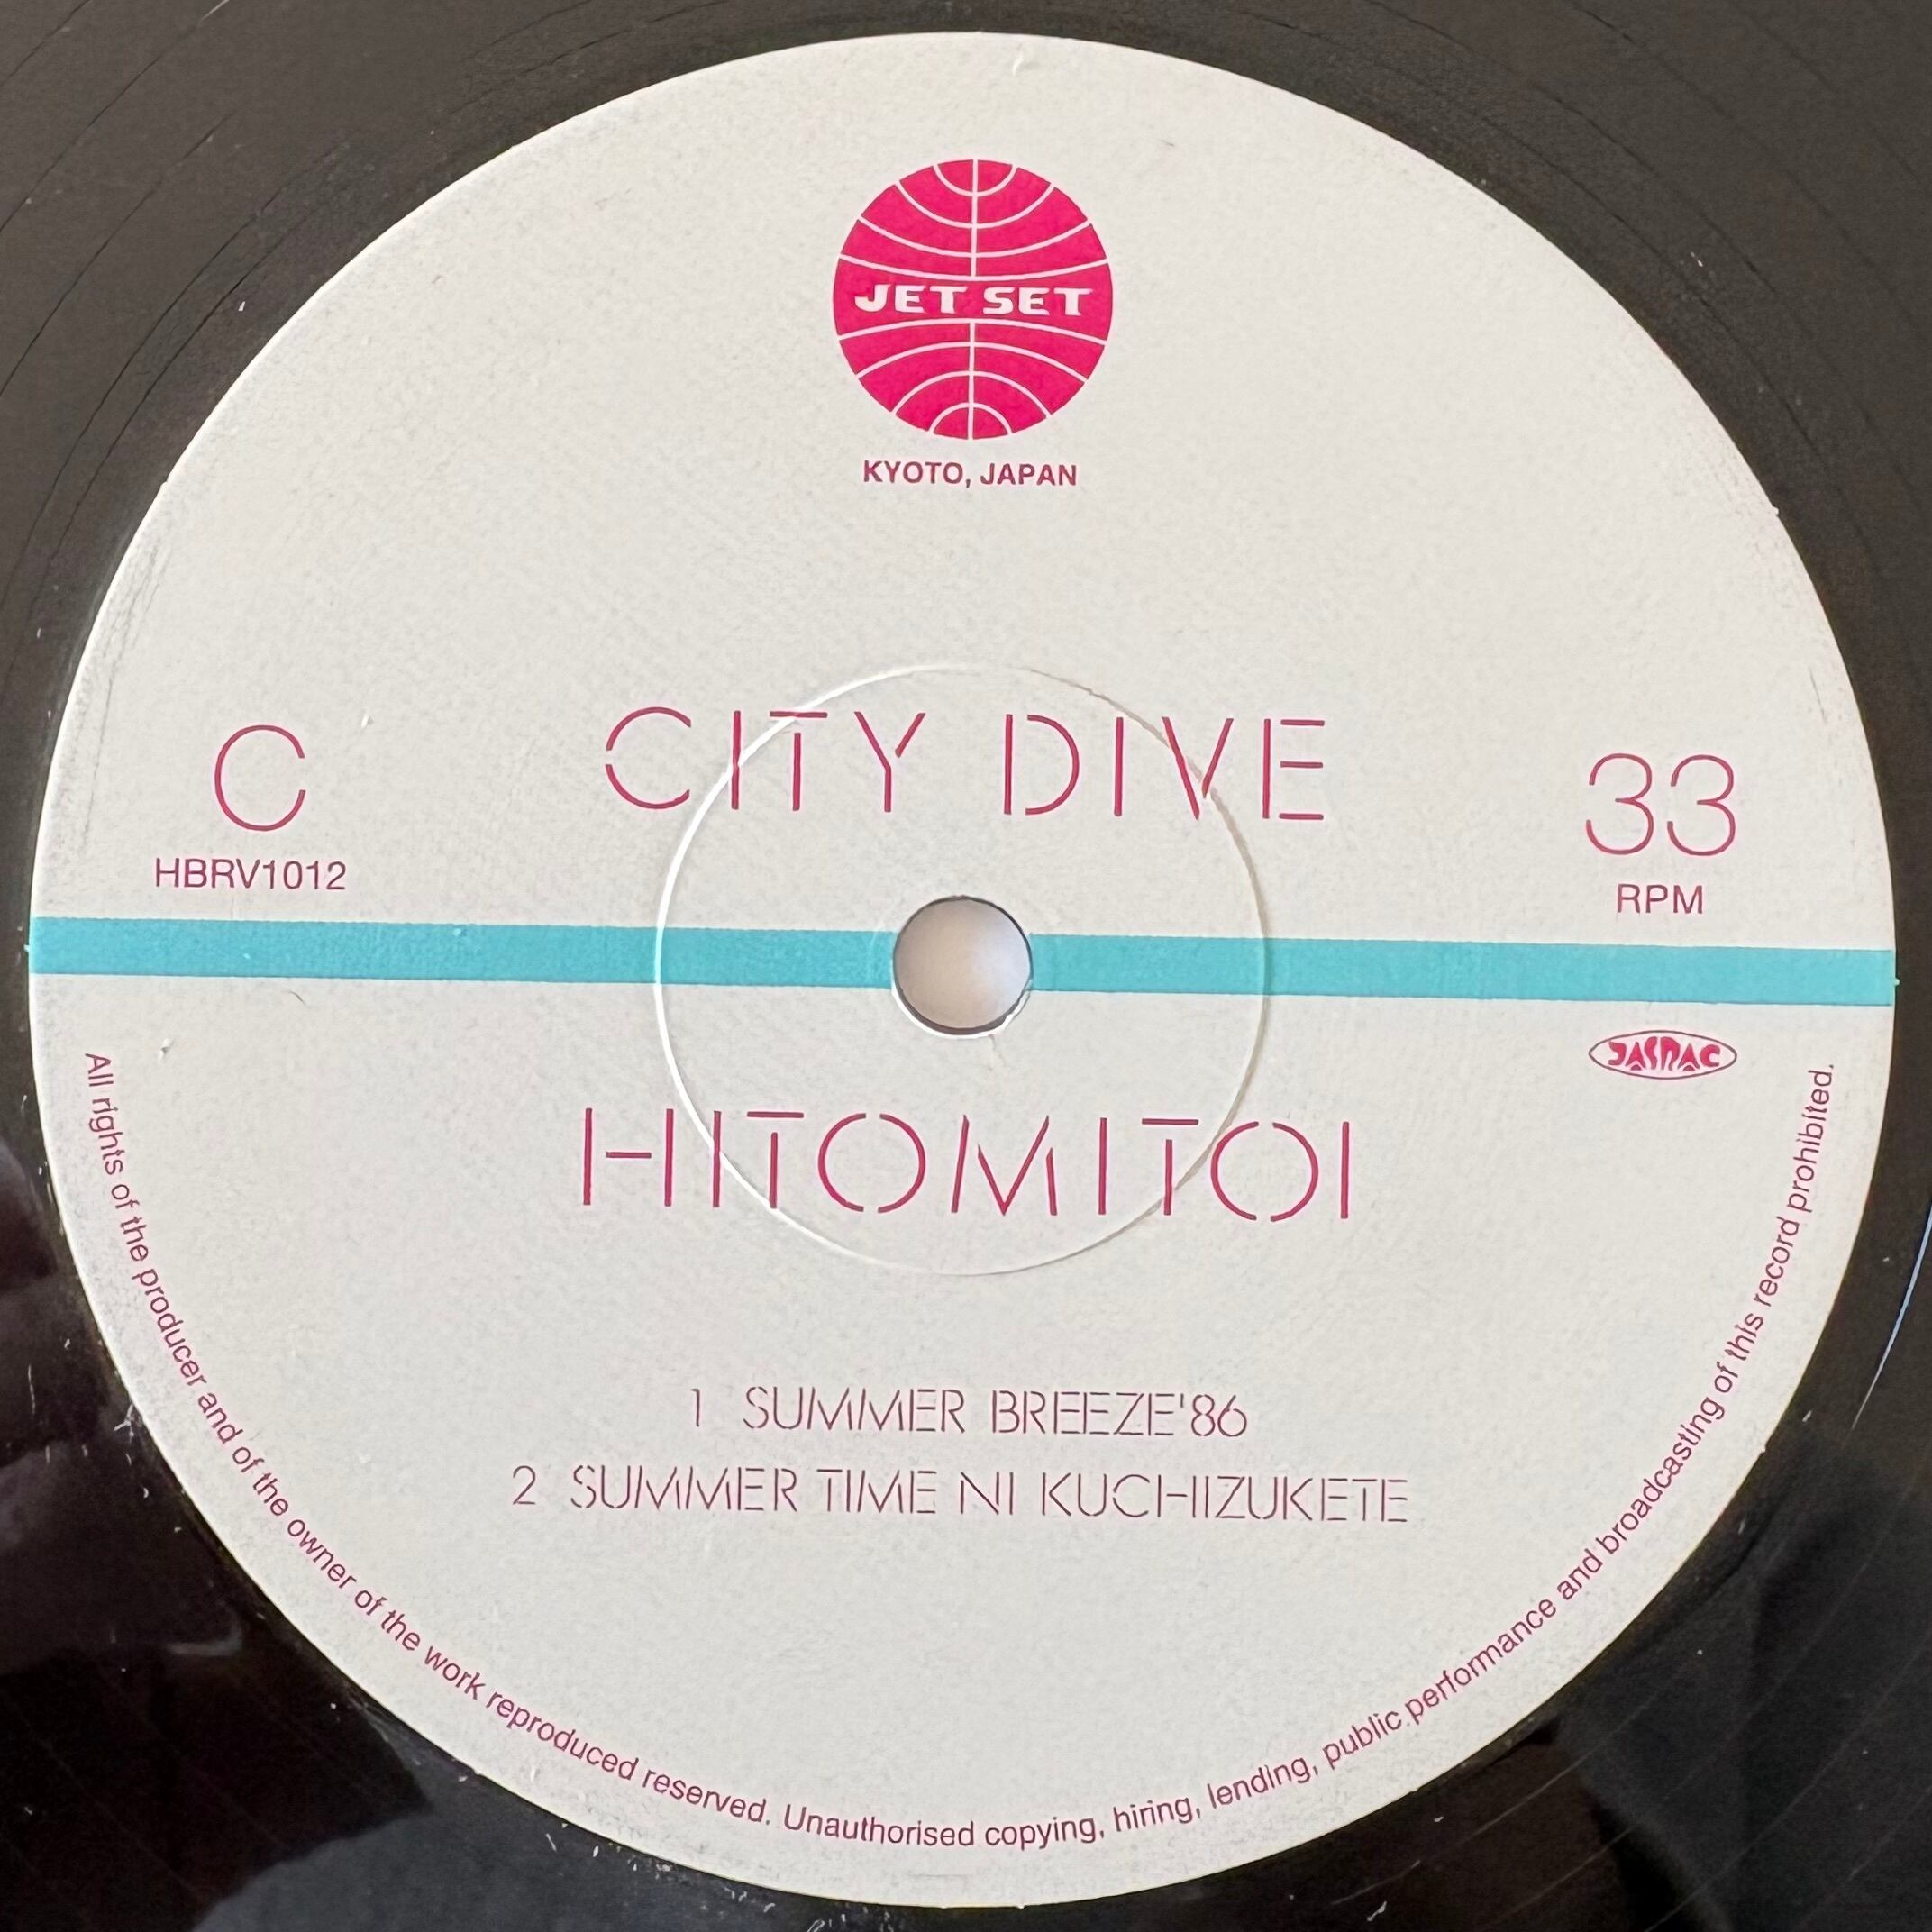 JET SET
KYOTO, JAPAN
CITY DIVE
C
HBRV1012
33
RPM
JASRAC
HITOMITOI
1 SUMMER BREEZE'86
2 SUMMER TIME NI KUCHIZUKETE
All rights of the producer and of the owner of the work reproduced reserved. Unauthorised copying, hiring, lending, public performance and broadcasting of this record prohibited.